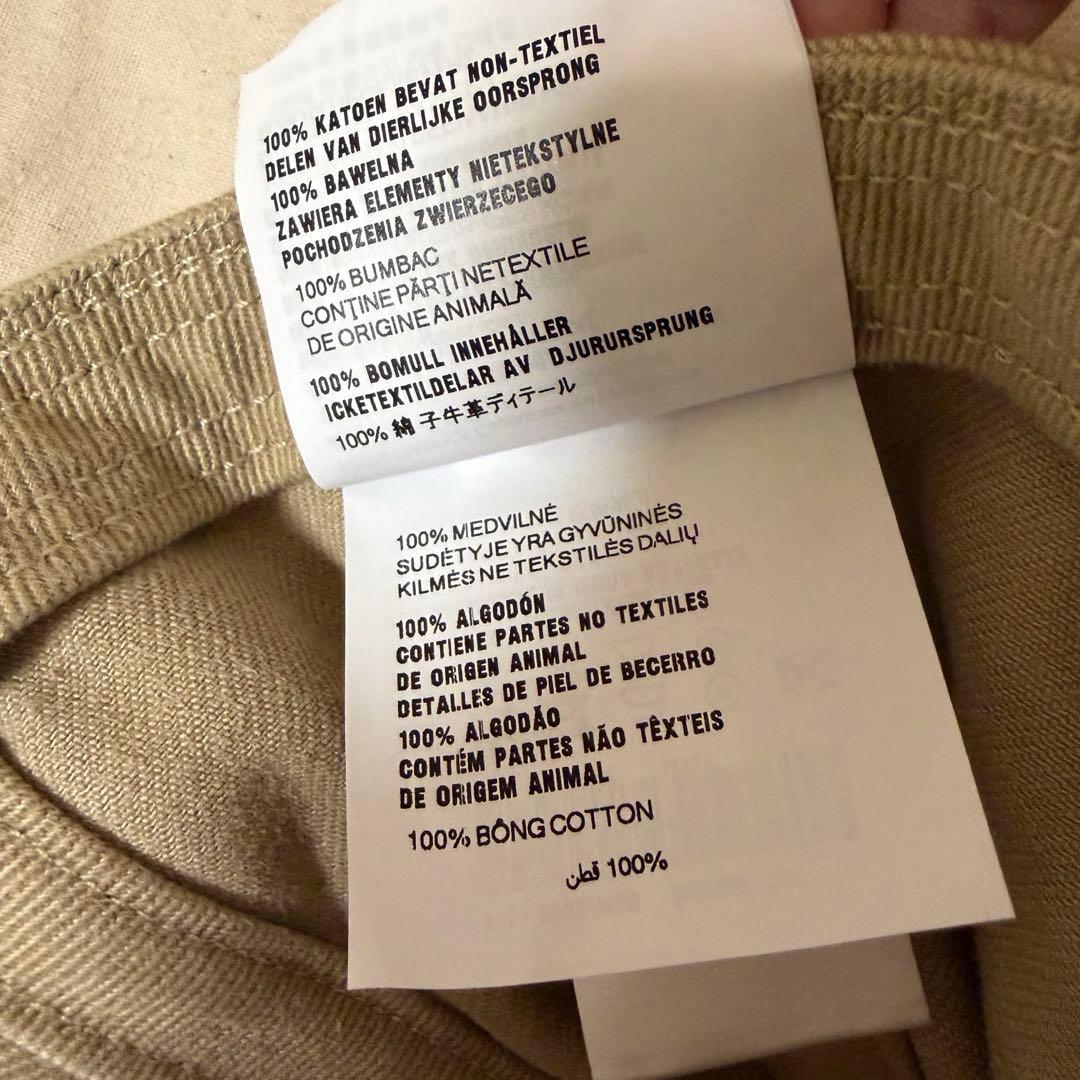 100% KATOEN BEVAT NON-TEXTIEL
DELEN VAN DIERLIJKE OORSPRONG
100% BAWEŁNA
ZAWIERA ELEMENTY NIETEKSTYLNE
POCHODZENIA ZWIERZECEGO
100% BUMBAC
CONŢINE PĂRŢI NETEXTILE
DE ORIGINE ANIMALĂ
100% BOMULL INNEHÅLLER
ICKETEXTILDELAR AV DJURURSPRUNG
100% 綿 子牛革ディテール
100% MEDVILNĖ
SUDĖTYJE YRA GYVŪNINĖS
KILMĖS NE TEKSTILĖS DALIŲ
100% ALGODÓN
CONTIENE PARTES NO TEXTILES
DE ORIGEN ANIMAL
DETALLES DE PIEL DE BECERRO
100% ALGODÃO
CONTÉM PARTES NÃO TÊXTEIS
DE ORIGEM ANIMAL
100% BÔNG COTTON
100% قطن